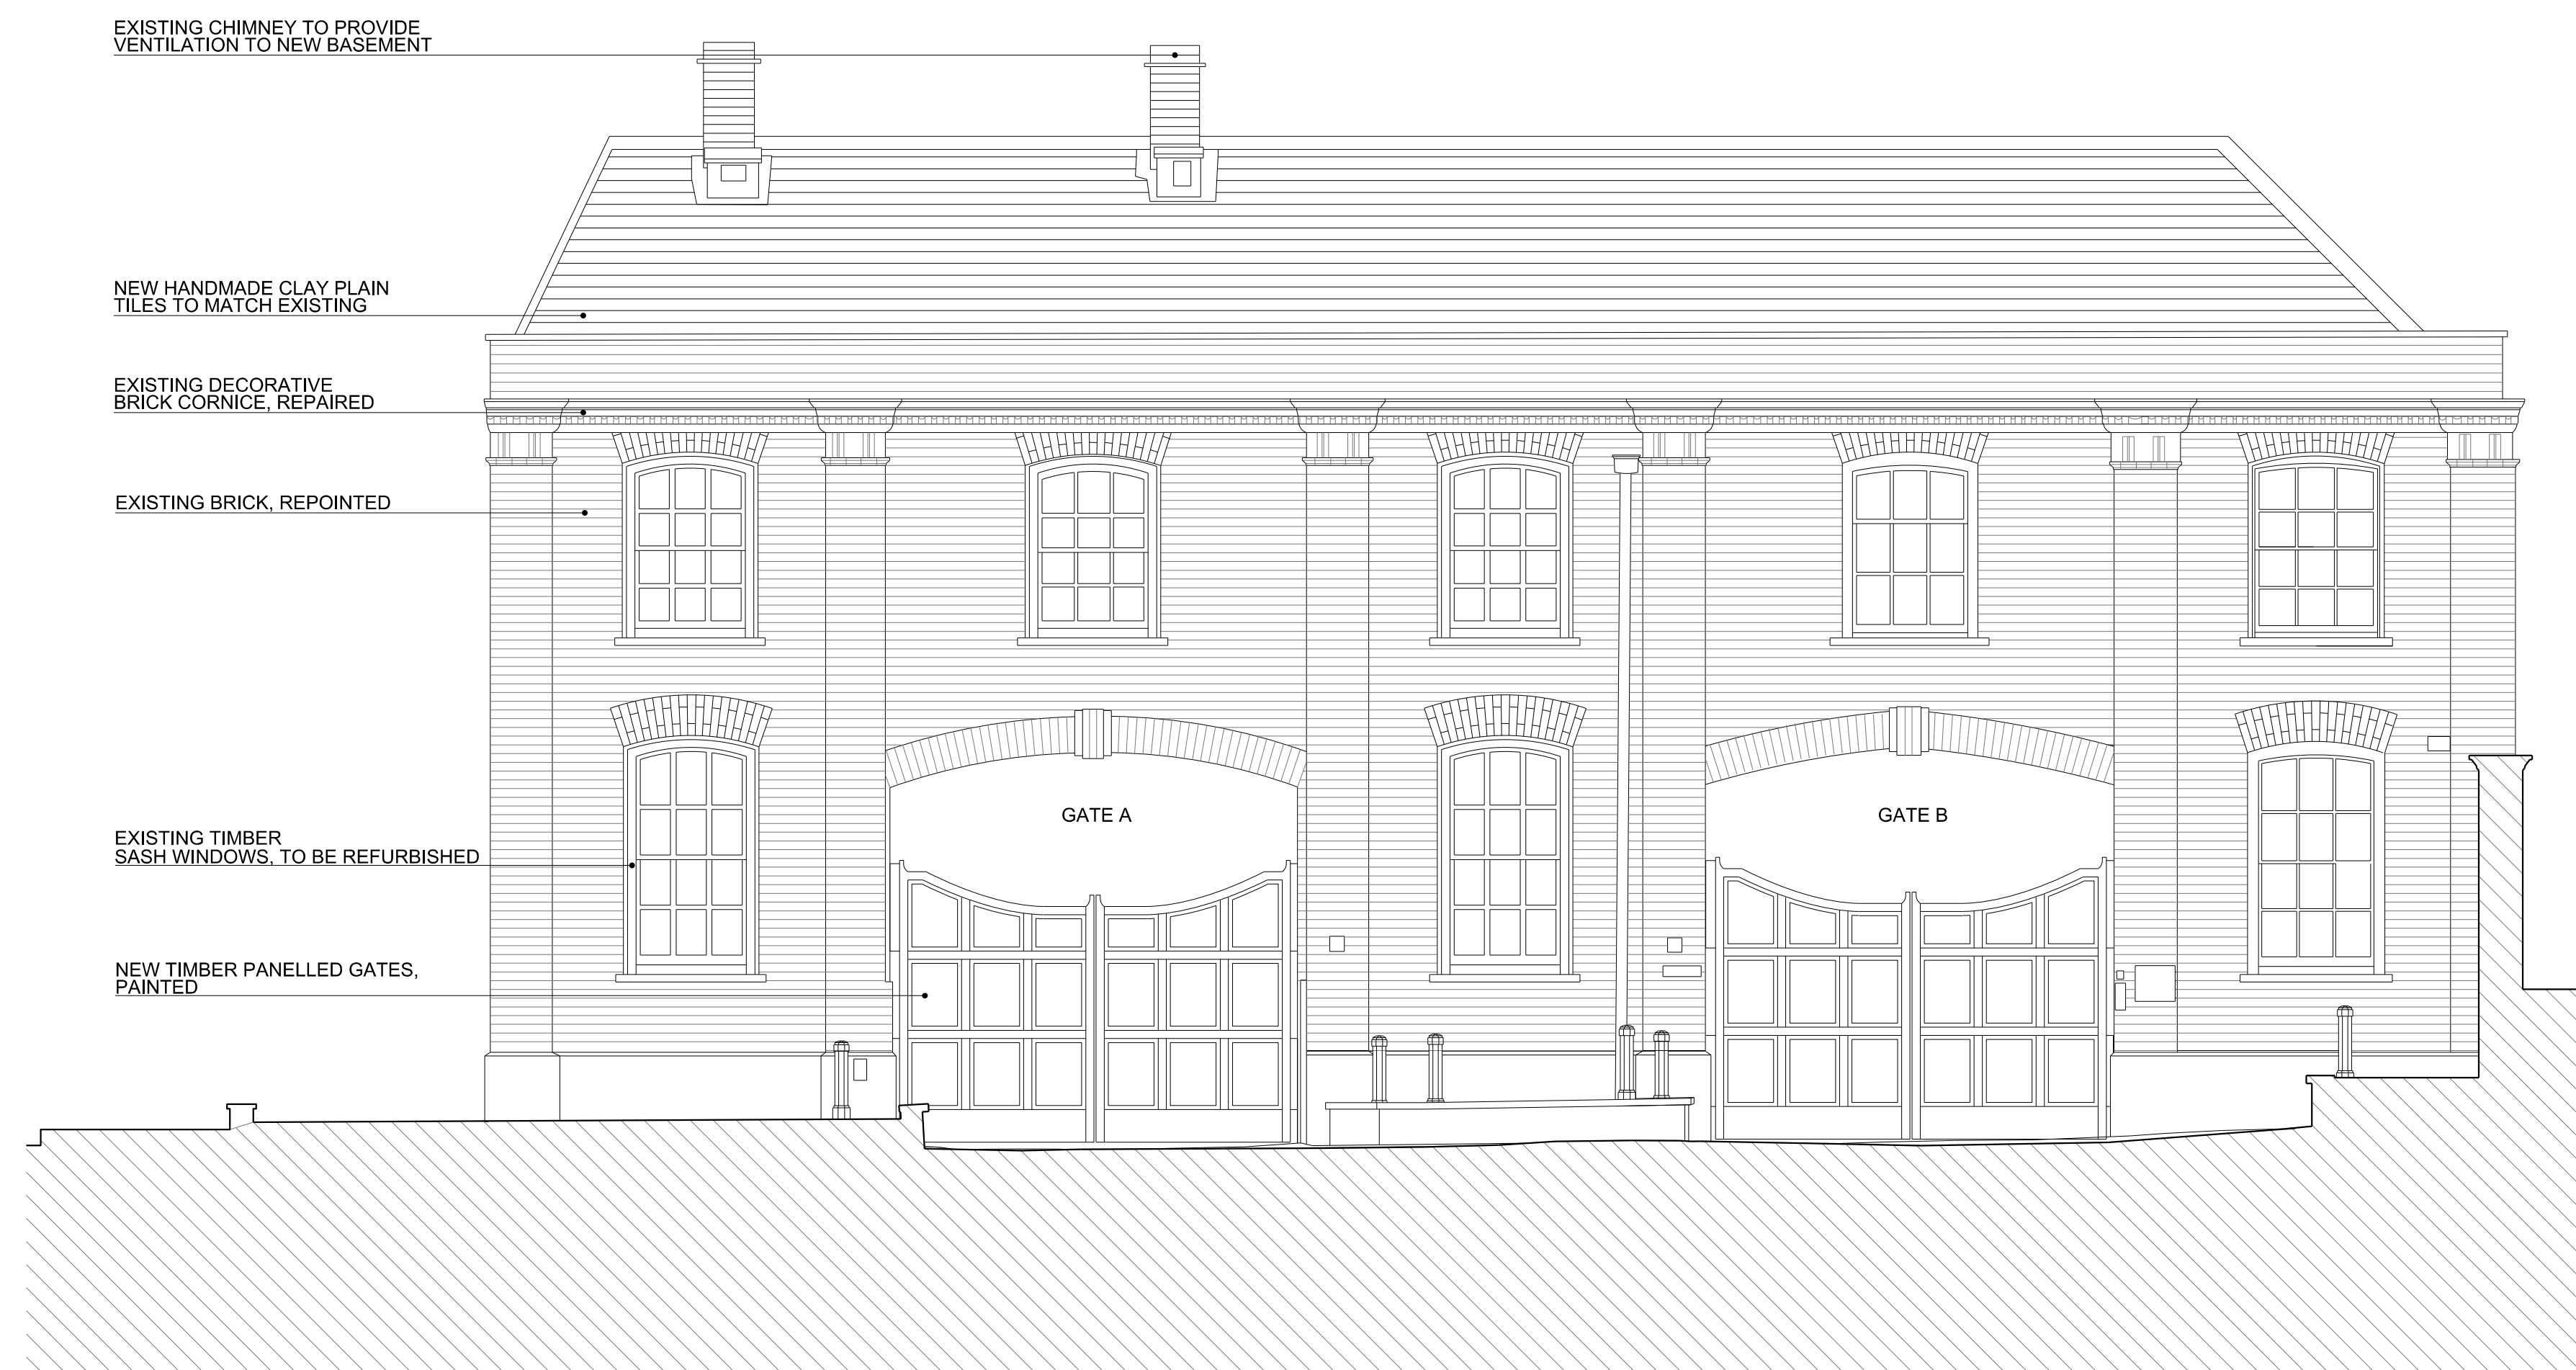 EXISTING CHIMNEY TO PROVIDE
VENTILATION TO NEW BASEMENT
NEW HANDMADE CLAY PLAIN
TILES TO MATCH EXISTING
EXISTING DECORATIVE
BRICK CORNICE, REPAIRED
EXISTING BRICK, REPOINTED
GATE A
GATE B
EXISTING TIMBER
SASH WINDOWS, TO BE REFURBISHED
NEW TIMBER PANELLED GATES,
PAINTED